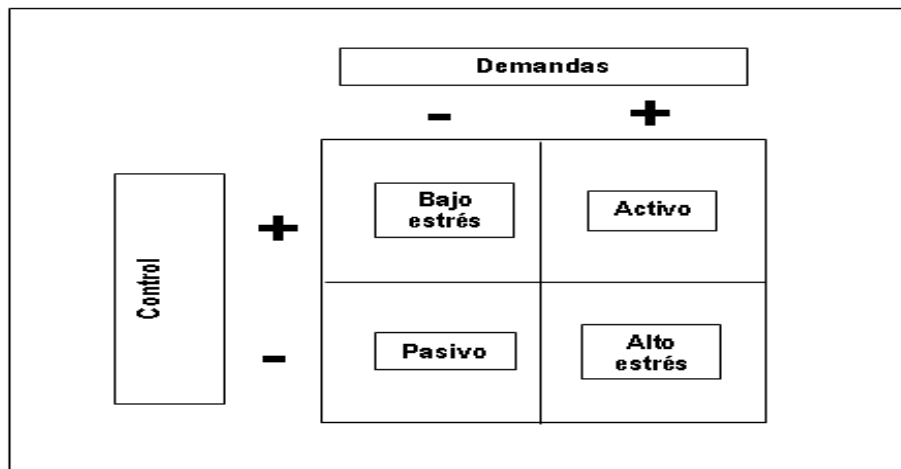 Demandas
- +
Control
+
Bajo
estrés
Activo
-
Pasivo
Alto
estrés